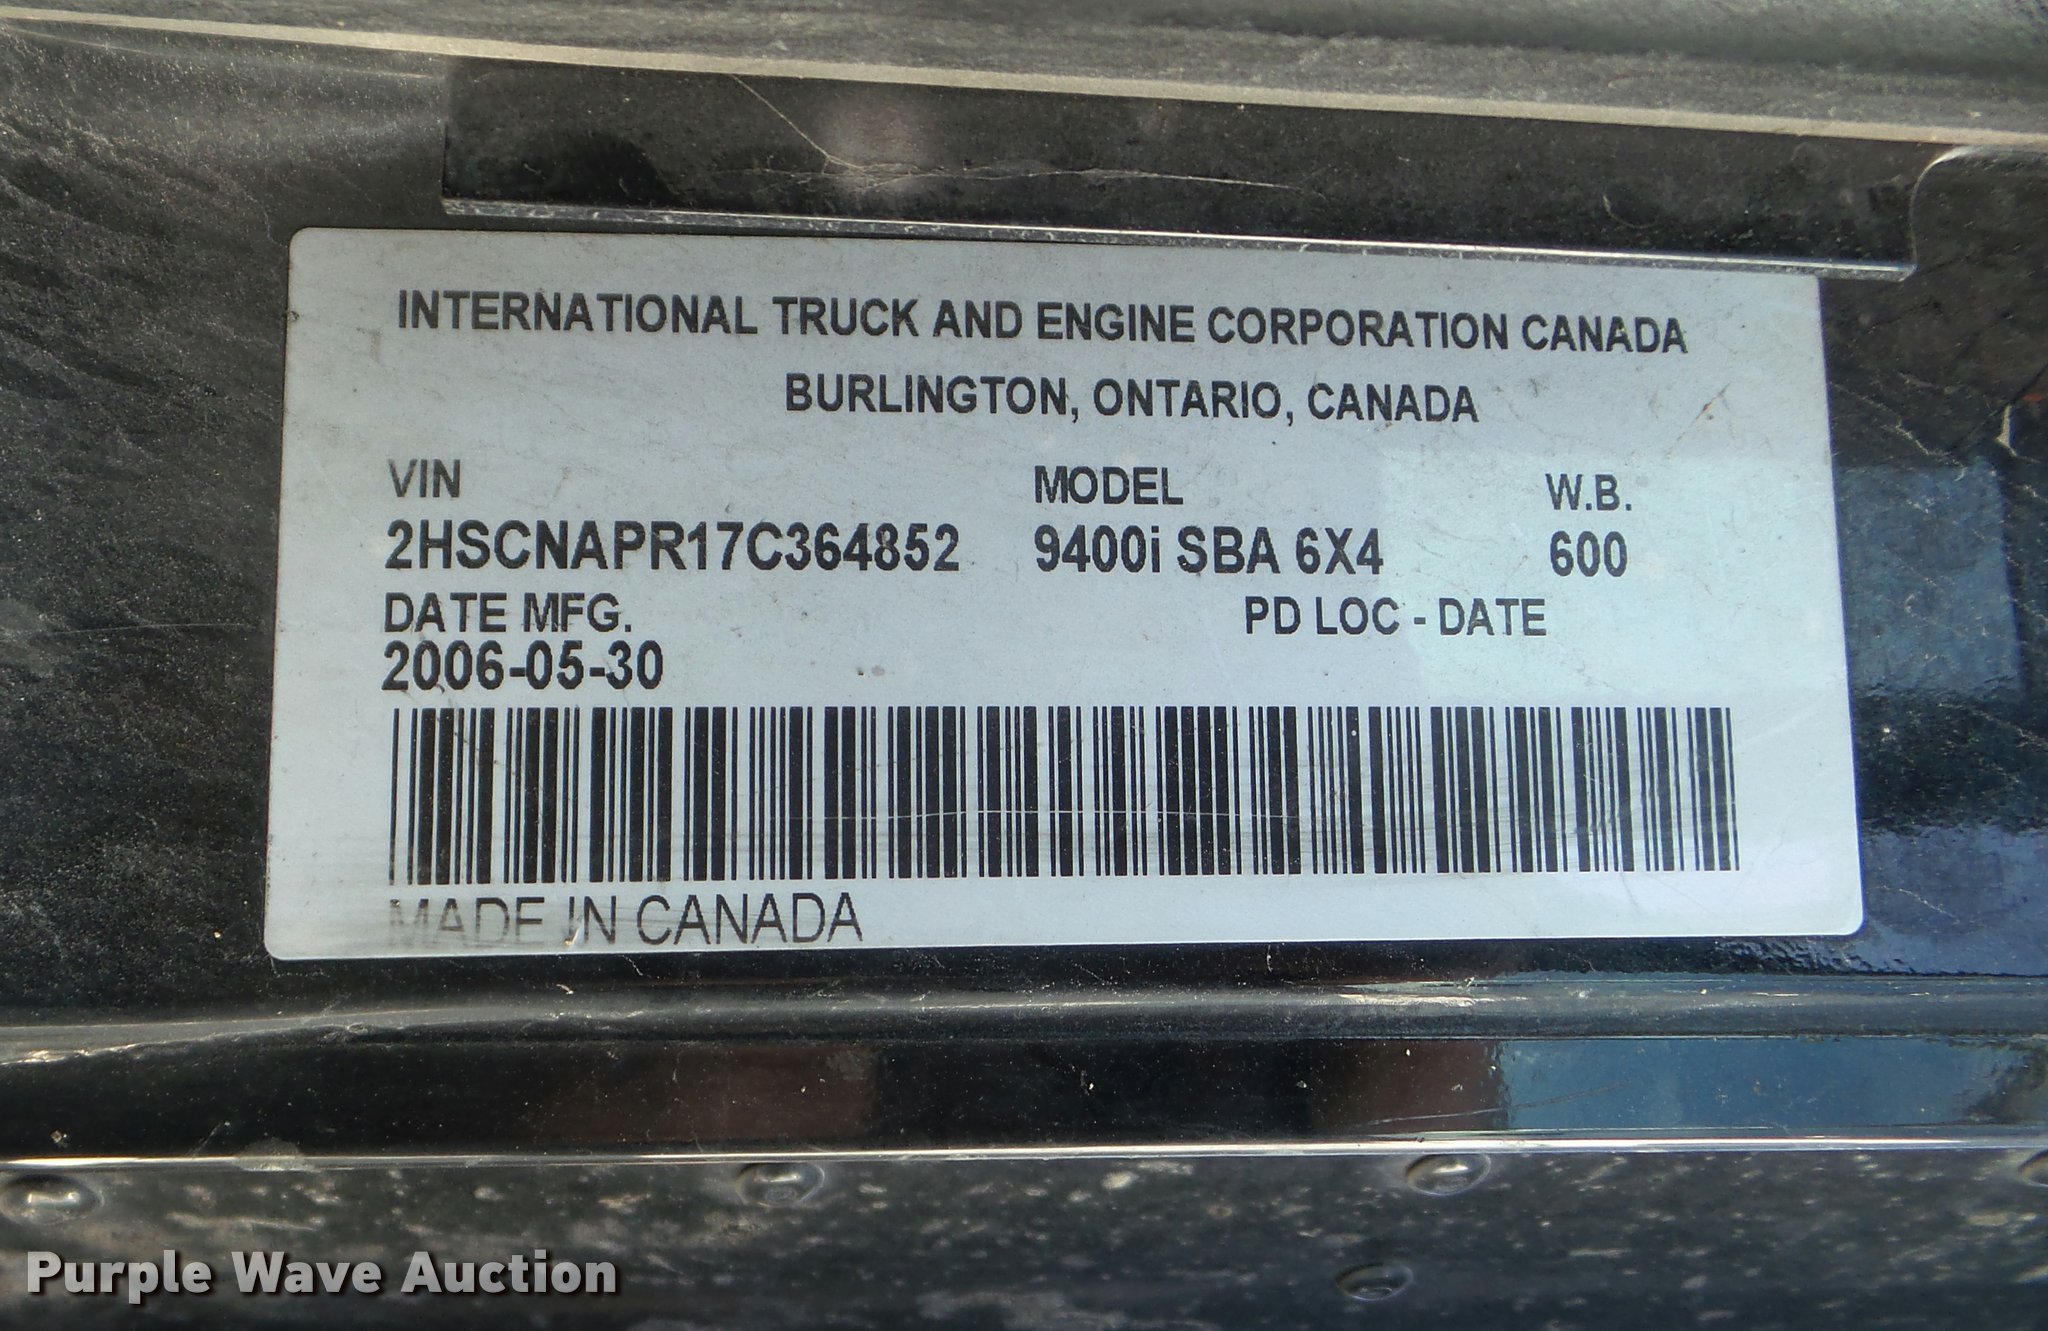 INTERNATIONAL TRUCK AND ENGINE CORPORATION CANADA
BURLINGTON, ONTARIO, CANADA
VIN MODEL W.B.
2HSCNAPR17C364852 9400i SBA 6X4 600
DATE MFG. PD LOC - DATE
2006-05-30
MADE IN CANADA
Purple Wave Auction